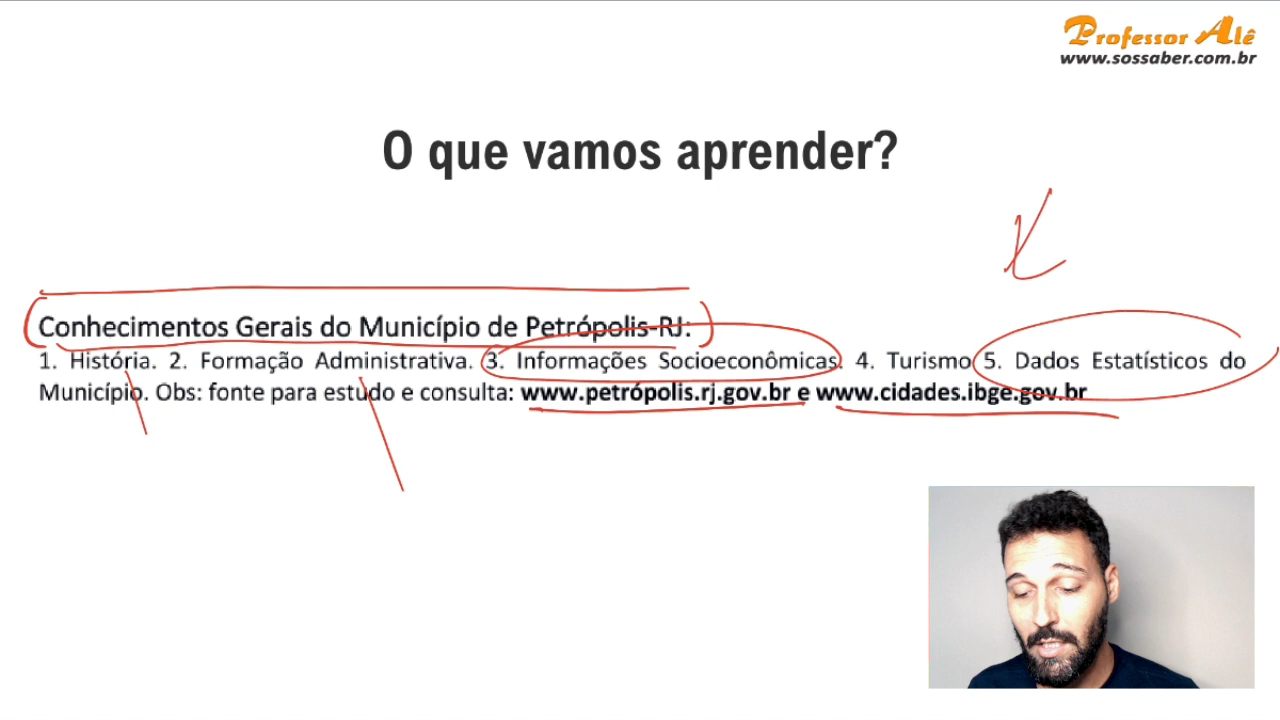 Professor Alê
www.sossaber.com.br
O que vamos aprender?
Conhecimentos Gerais do Município de Petrópolis-RJ:
1. História. 2. Formação Administrativa. 3. Informações Socioeconômicas. 4. Turismo 5. Dados Estatísticos do
Município. Obs: fonte para estudo e consulta: www.petrópolis.rj.gov.br e www.cidades.ibge.gov.br